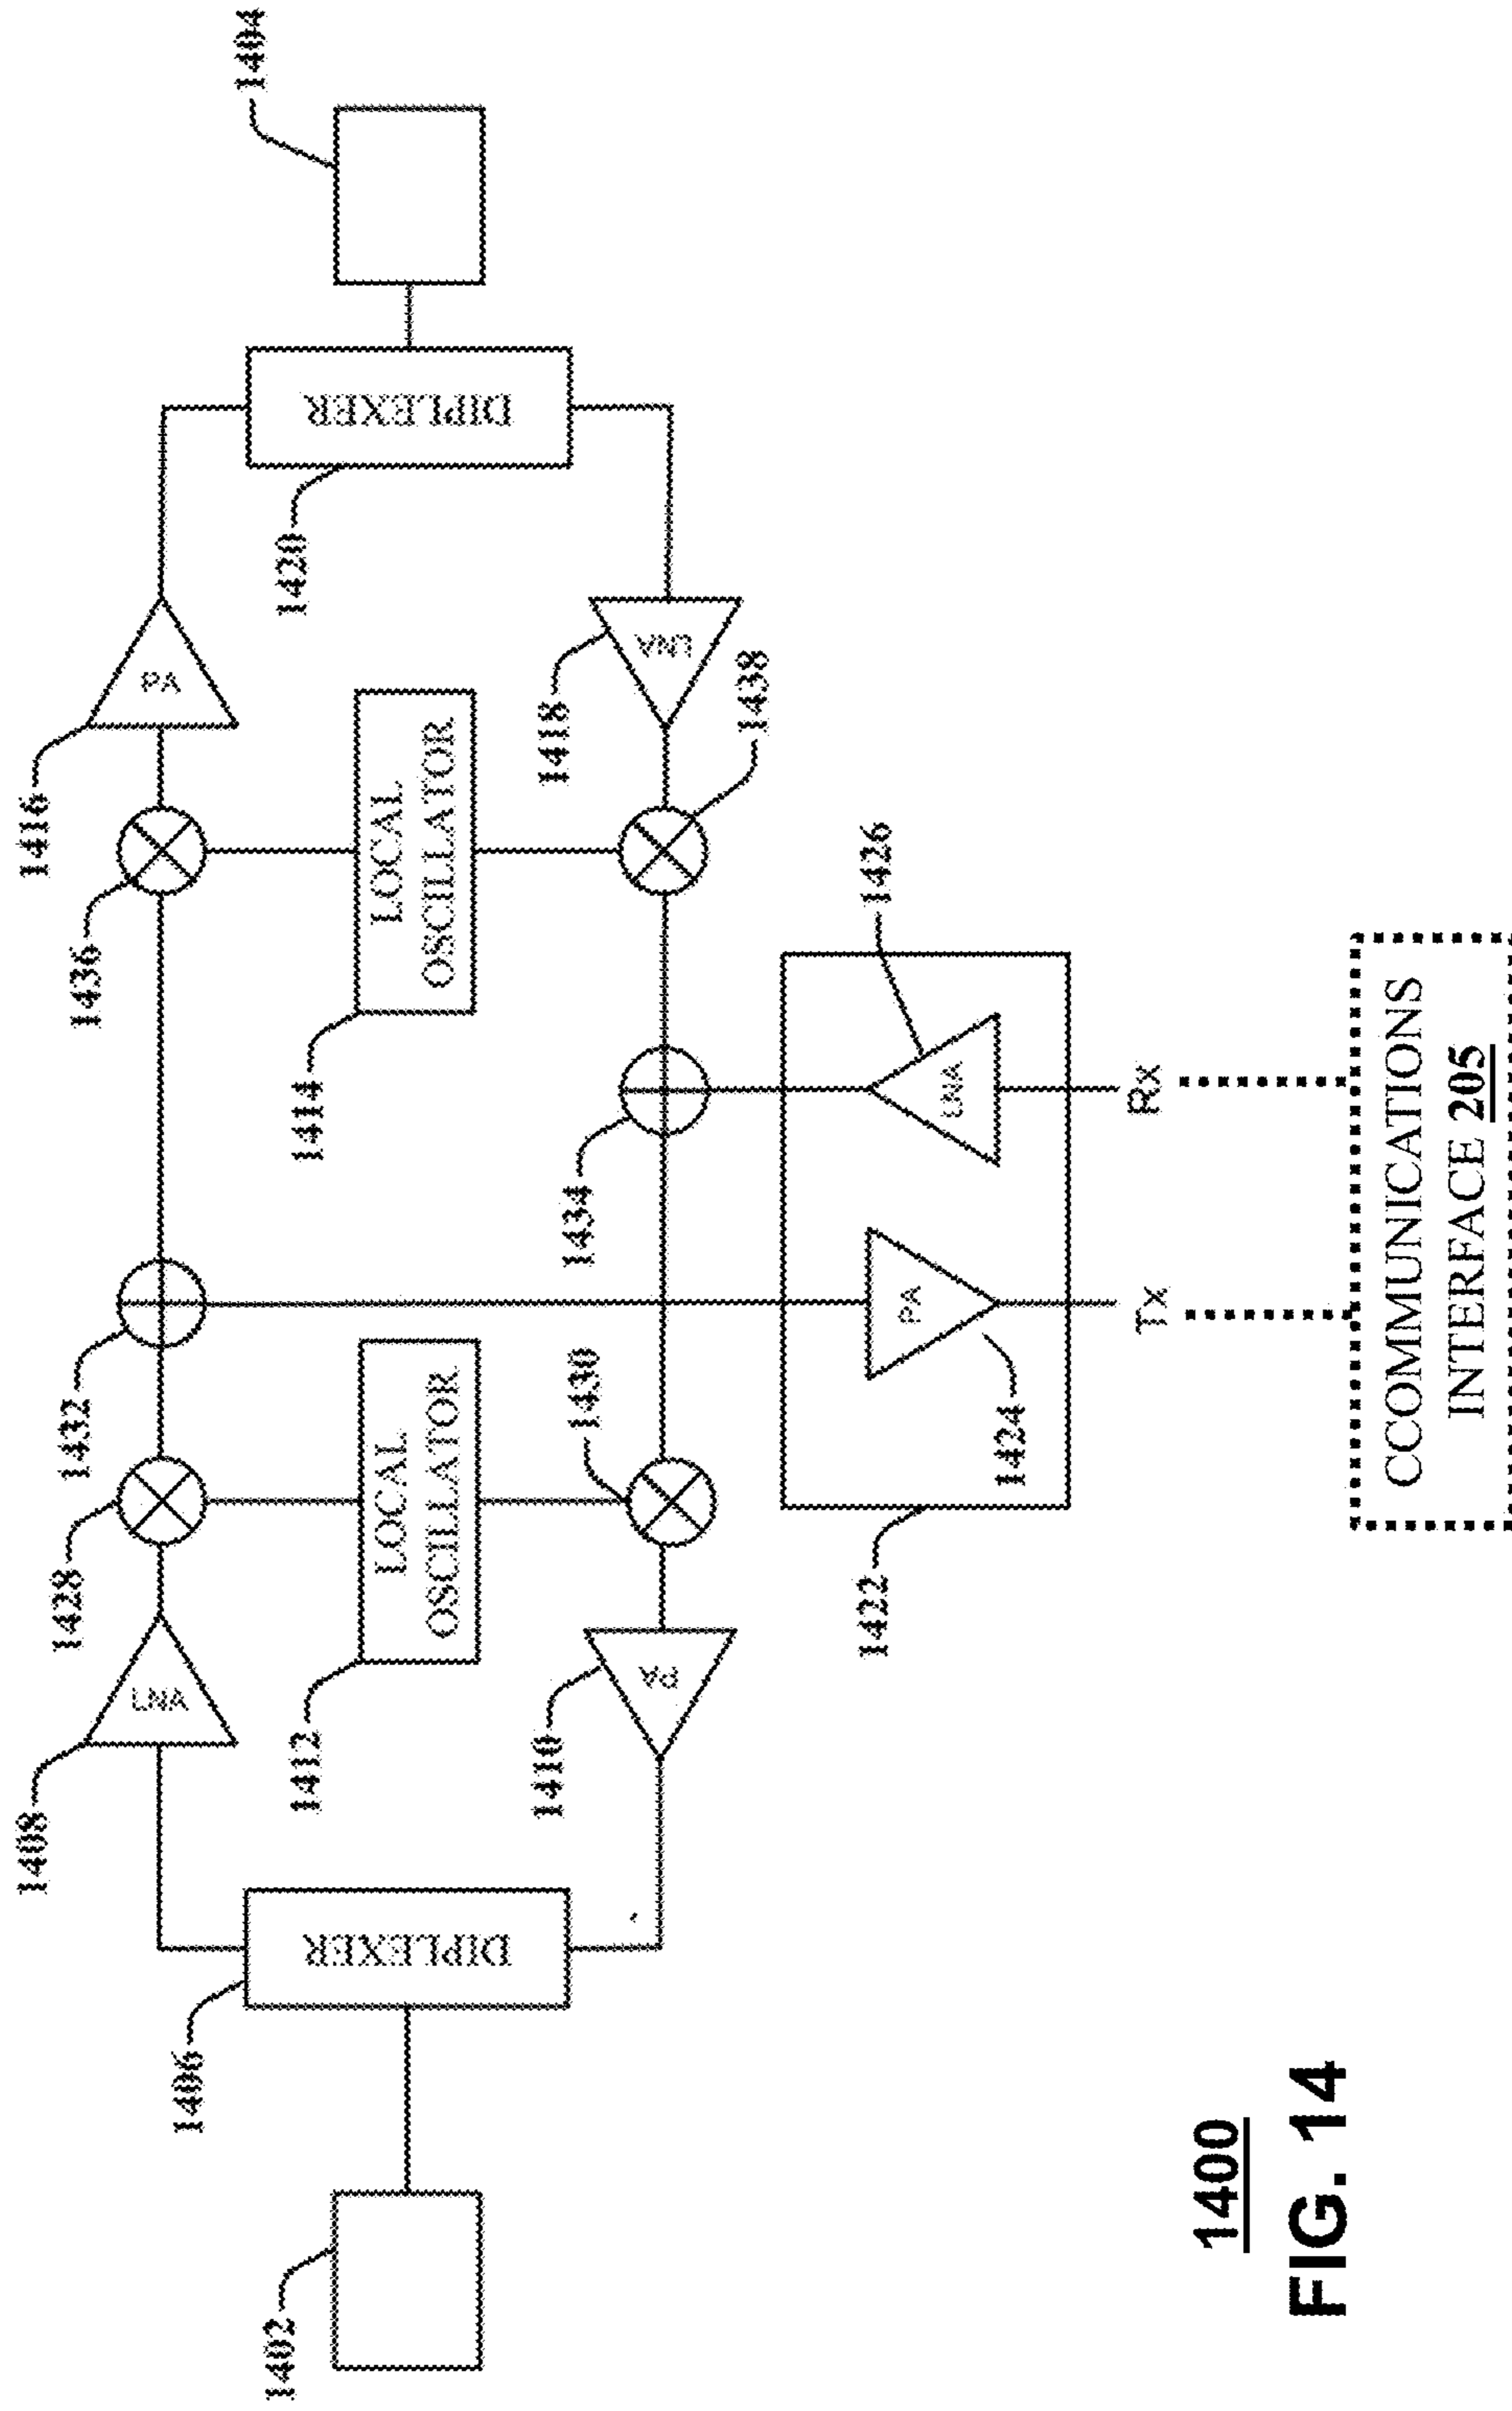 1404
1416
PA
1436
DIPLEXER
1420
LOCAL
OSCILLATOR
1414
LNA
1418
1438
1432
1434
1426
LNA
Rx
LNA
1408
1428
LOCAL
OSCILLATOR
1412
1430
PA
1410
PA
1424
1422
Tx
CCOMMUNICATIONS
INTERFACE 205
DIPLEXER
1406
1402
1400
FIG. 14